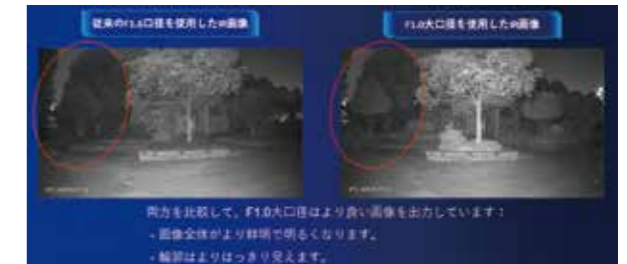 従来のF1.6口径を使用したIR画像
F1.0大口径を使用したIR画像
両方を比較して、F1.0大口径はより良い画像を出力しています：
- 画像全体がより鮮明で明るくなります。
- 輪郭はよりはっきり見えます。